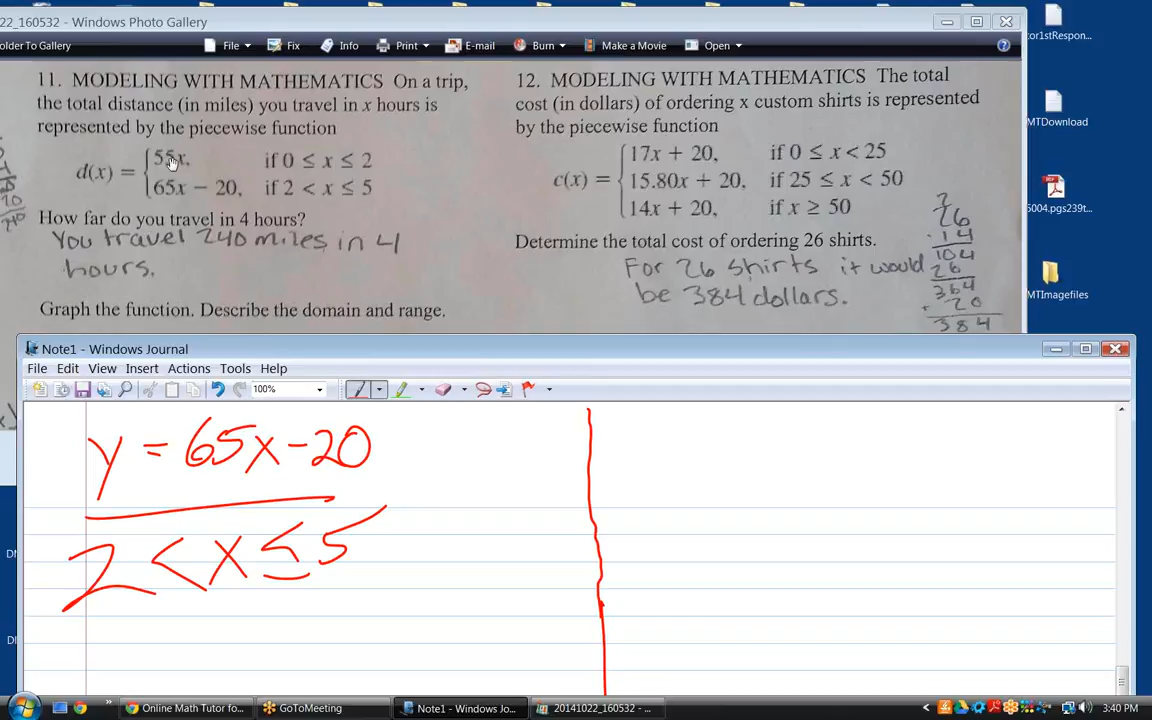 22_160532 - Windows Photo Gallery
older To Gallery File Fix Info Print E-mail Burn Make a Movie Open
11. MODELING WITH MATHEMATICS On a trip,
the total distance (in miles) you travel in x hours is
represented by the piecewise function
d(x) = { 55x, if 0 ≤ x ≤ 2
65x − 20, if 2 < x ≤ 5
How far do you travel in 4 hours?
You travel 240 miles in 4
hours.
Graph the function. Describe the domain and range.
12. MODELING WITH MATHEMATICS The total
cost (in dollars) of ordering x custom shirts is represented
by the piecewise function
c(x) = { 17x + 20, if 0 ≤ x < 25
15.80x + 20, if 25 ≤ x < 50
14x + 20, if x ≥ 50
Determine the total cost of ordering 26 shirts.
For 26 shirts it would
be 384 dollars.
2
26
· 14
104
26
364
+ 20
384
tor1stRespon...
MTDownload
5004.pgs239t...
MTImagefiles
Note1 - Windows Journal
File Edit View Insert Actions Tools Help
100%
y = 65x − 20
2 < x ≤ 5
Online Math Tutor fo... GoToMeeting Note1 - Windows Jo... 20141022_160532 - ... 3:40 PM